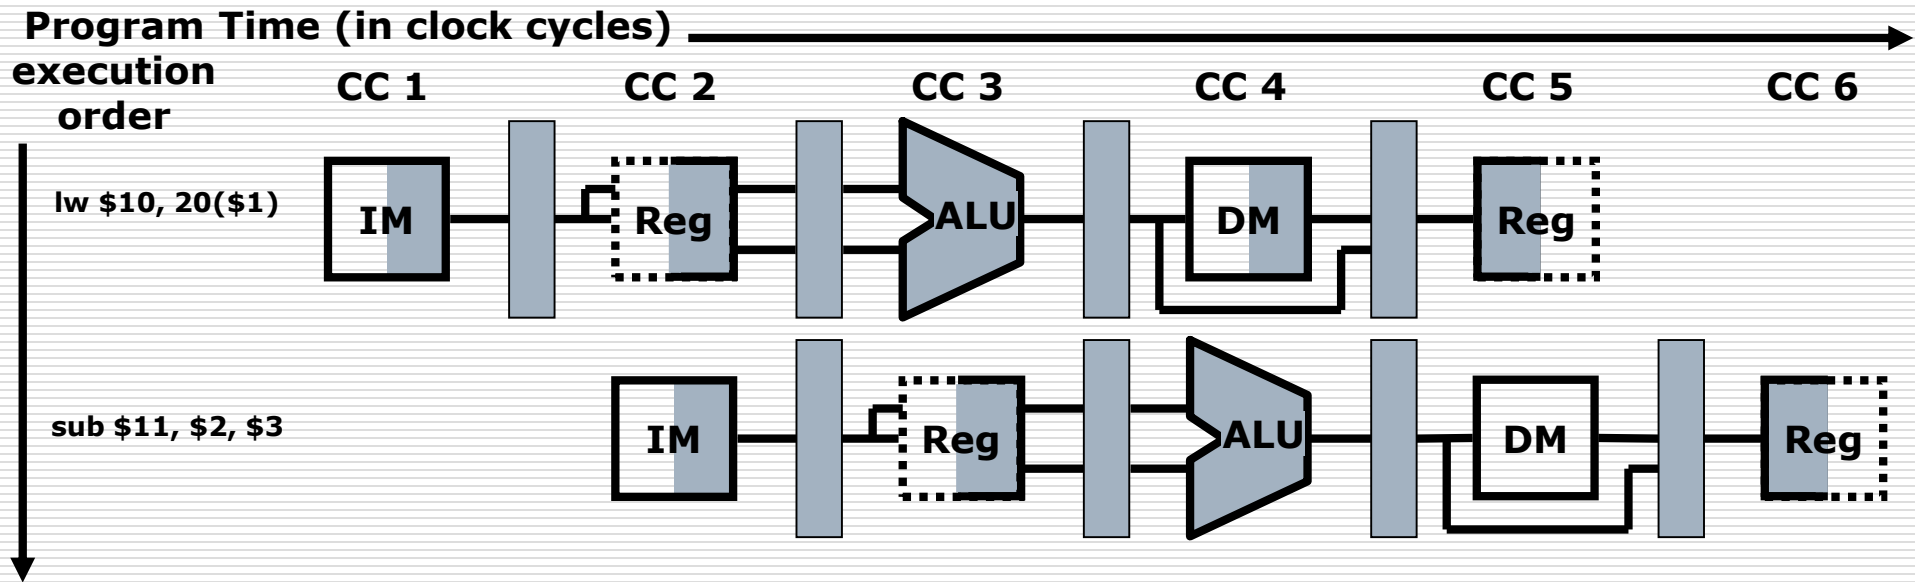 Program Time (in clock cycles)
execution
order
CC 1 CC 2 CC 3 CC 4 CC 5 CC 6
lw $10, 20($1) IM Reg ALU DM Reg
sub $11, $2, $3 IM Reg ALU DM Reg